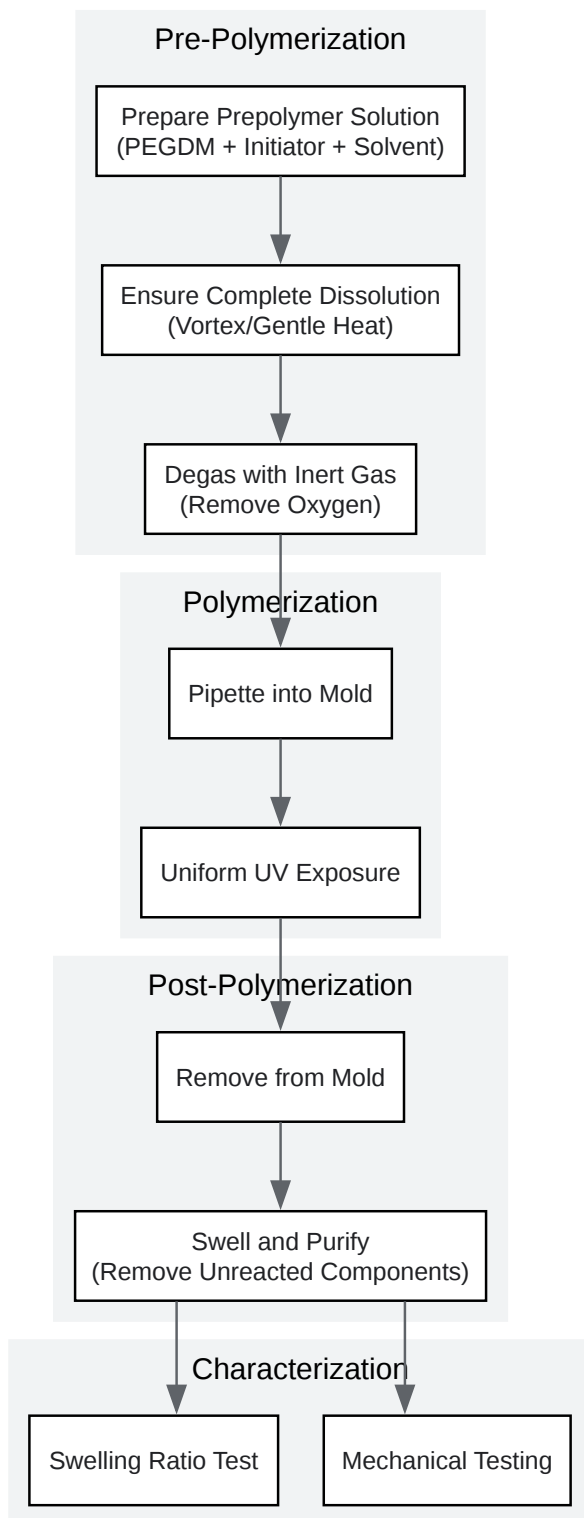 Pre-Polymerization
Prepare Prepolymer Solution
(PEGDM + Initiator + Solvent)
Ensure Complete Dissolution
(Vortex/Gentle Heat)
Degas with Inert Gas
(Remove Oxygen)
Polymerization
Pipette into Mold
Uniform UV Exposure
Post-Polymerization
Remove from Mold
Swell and Purify
(Remove Unreacted Components)
Characterization
Swelling Ratio Test
Mechanical Testing